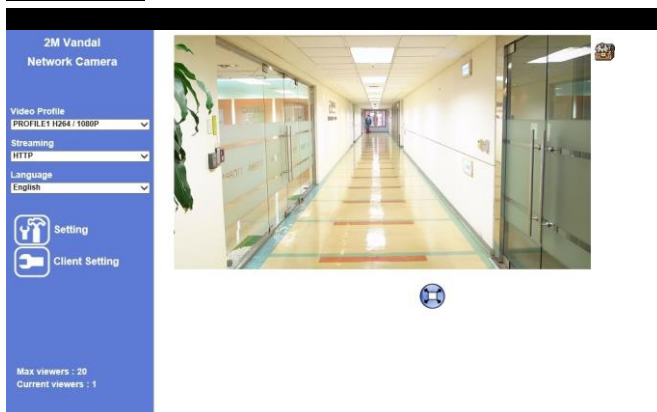 2M Vandal
Network Camera
Video Profile
PROFILE1 H264 / 1080P
Streaming
HTTP
Language
English
Setting
Client Setting
Max viewers : 20
Current viewers : 1